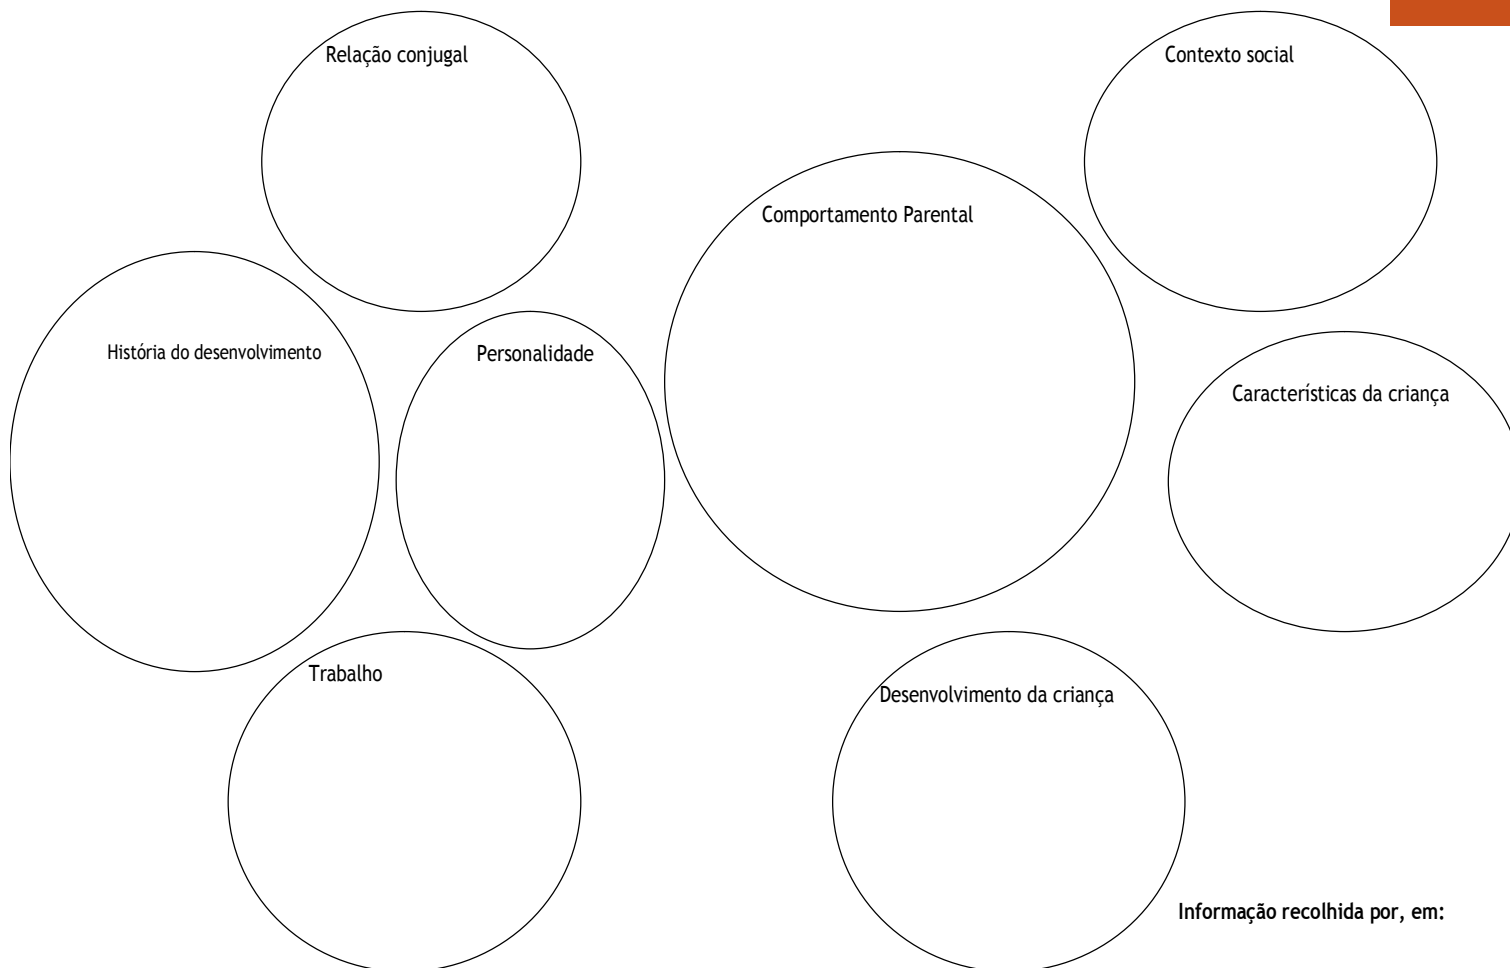 Relação conjugal
Contexto social
Comportamento Parental
História do desenvolvimento
Personalidade
Características da criança
Trabalho
Desenvolvimento da criança
Informação recolhida por, em: